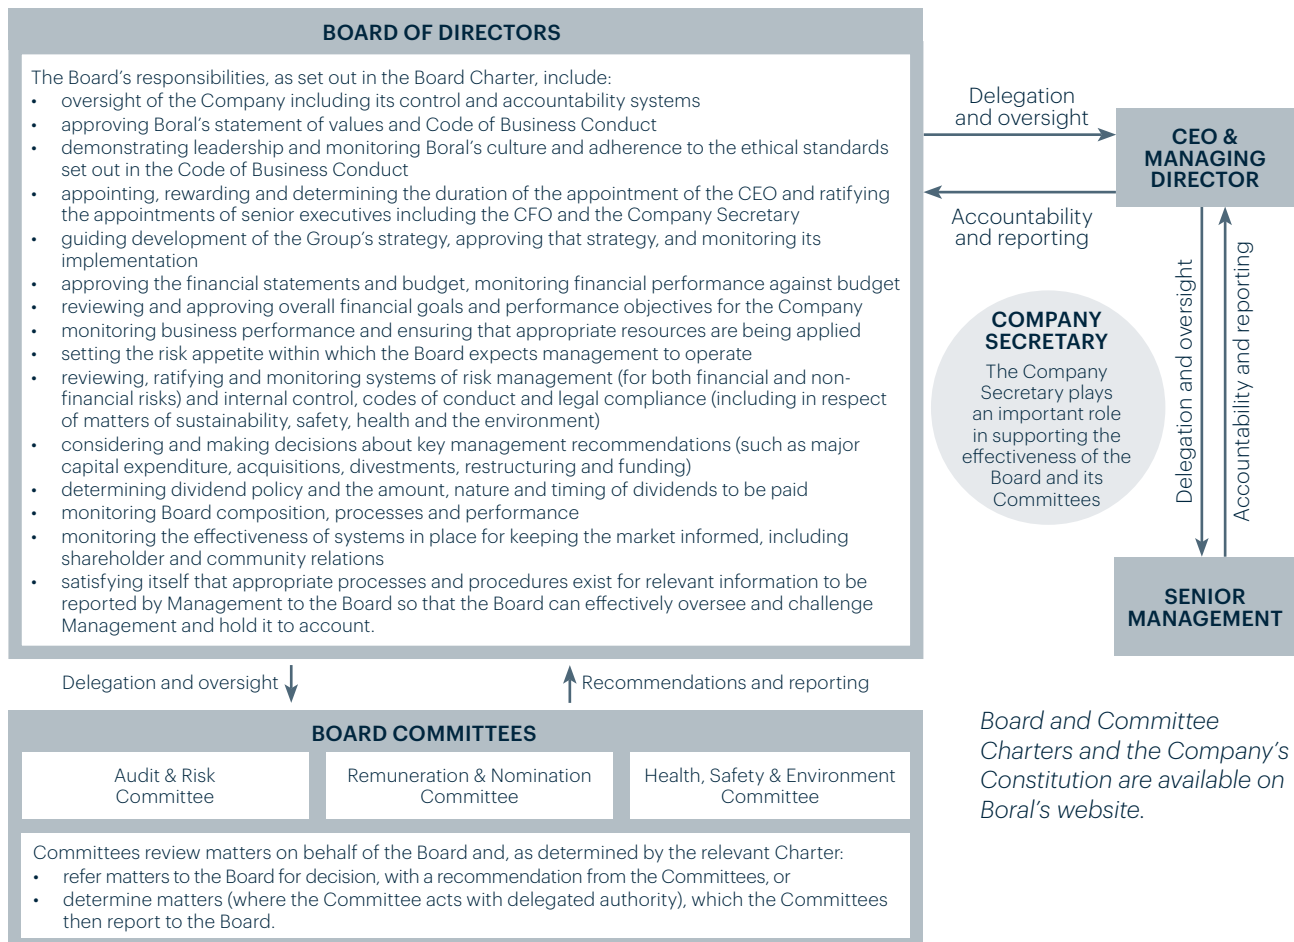 BOARD OF DIRECTORS
The Board’s responsibilities, as set out in the Board Charter, include:
• oversight of the Company including its control and accountability systems
• approving Boral’s statement of values and Code of Business Conduct
• demonstrating leadership and monitoring Boral’s culture and adherence to the ethical standards
set out in the Code of Business Conduct
• appointing, rewarding and determining the duration of the appointment of the CEO and ratifying
the appointments of senior executives including the CFO and the Company Secretary
• guiding development of the Group’s strategy, approving that strategy, and monitoring its
implementation
• approving the financial statements and budget, monitoring financial performance against budget
• reviewing and approving overall financial goals and performance objectives for the Company
• monitoring business performance and ensuring that appropriate resources are being applied
• setting the risk appetite within which the Board expects management to operate
• reviewing, ratifying and monitoring systems of risk management (for both financial and non-
financial risks) and internal control, codes of conduct and legal compliance (including in respect
of matters of sustainability, safety, health and the environment)
• considering and making decisions about key management recommendations (such as major
capital expenditure, acquisitions, divestments, restructuring and funding)
• determining dividend policy and the amount, nature and timing of dividends to be paid
• monitoring Board composition, processes and performance
• monitoring the effectiveness of systems in place for keeping the market informed, including
shareholder and community relations
• satisfying itself that appropriate processes and procedures exist for relevant information to be
reported by Management to the Board so that the Board can effectively oversee and challenge
Management and hold it to account.
Delegation
and oversight
CEO &
MANAGING
DIRECTOR
Accountability
and reporting
COMPANY
SECRETARY
The Company
Secretary plays
an important role
in supporting the
effectiveness of the
Board and its
Committees
Delegation and oversight
Accountability and reporting
SENIOR
MANAGEMENT
Delegation and oversight
Recommendations and reporting
BOARD COMMITTEES
Audit & Risk
Committee
Remuneration & Nomination
Committee
Health, Safety & Environment
Committee
Committees review matters on behalf of the Board and, as determined by the relevant Charter:
• refer matters to the Board for decision, with a recommendation from the Committees, or
• determine matters (where the Committee acts with delegated authority), which the Committees
then report to the Board.
Board and Committee
Charters and the Company’s
Constitution are available on
Boral’s website.